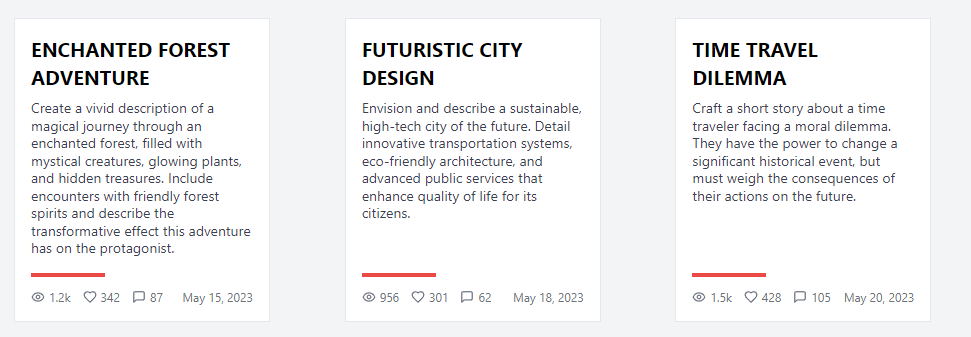 ENCHANTED FOREST
ADVENTURE
Create a vivid description of a
magical journey through an
enchanted forest, filled with
mystical creatures, glowing plants,
and hidden treasures. Include
encounters with friendly forest
spirits and describe the
transformative effect this adventure
has on the protagonist.
1.2k 342 87 May 15, 2023
FUTURISTIC CITY
DESIGN
Envision and describe a sustainable,
high-tech city of the future. Detail
innovative transportation systems,
eco-friendly architecture, and
advanced public services that
enhance quality of life for its
citizens.
956 301 62 May 18, 2023
TIME TRAVEL
DILEMMA
Craft a short story about a time
traveler facing a moral dilemma.
They have the power to change a
significant historical event, but
must weigh the consequences of
their actions on the future.
1.5k 428 105 May 20, 2023